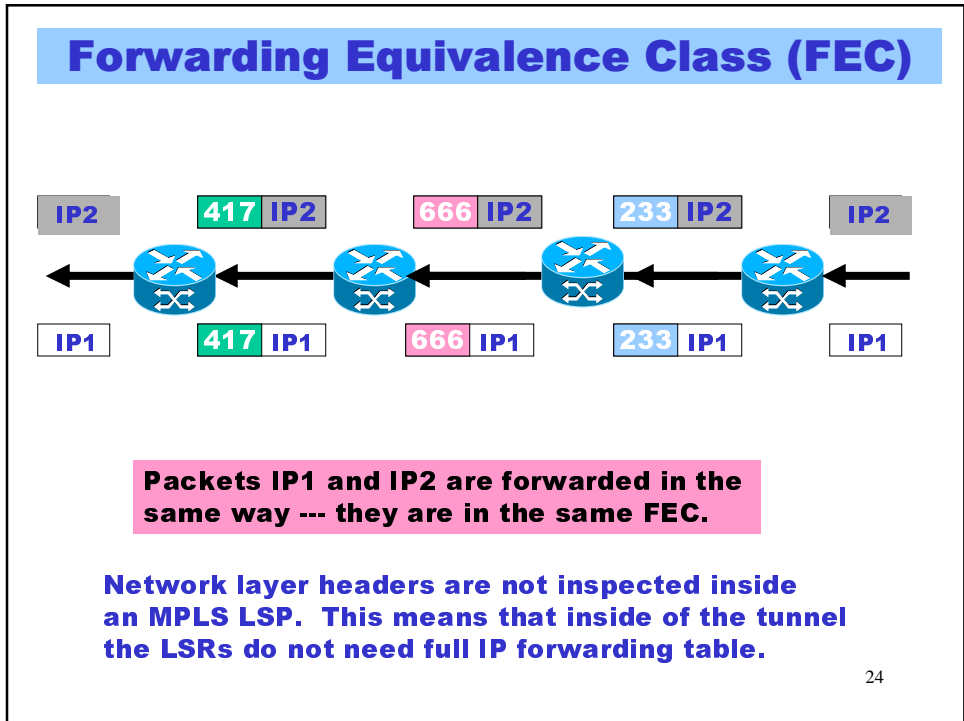 Forwarding Equivalence Class (FEC)
IP2
417 IP2
666 IP2
233 IP2
IP2
IP1
417 IP1
666 IP1
233 IP1
IP1
Packets IP1 and IP2 are forwarded in the
same way --- they are in the same FEC.
Network layer headers are not inspected inside
an MPLS LSP. This means that inside of the tunnel
the LSRs do not need full IP forwarding table.
24